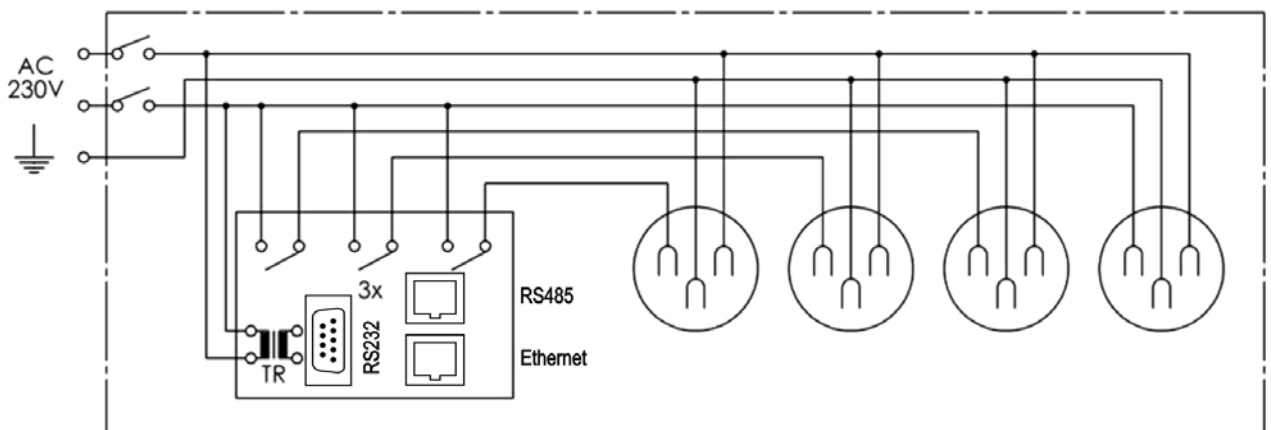 AC
230V
3x
RS485
RS232
Ethernet
TR